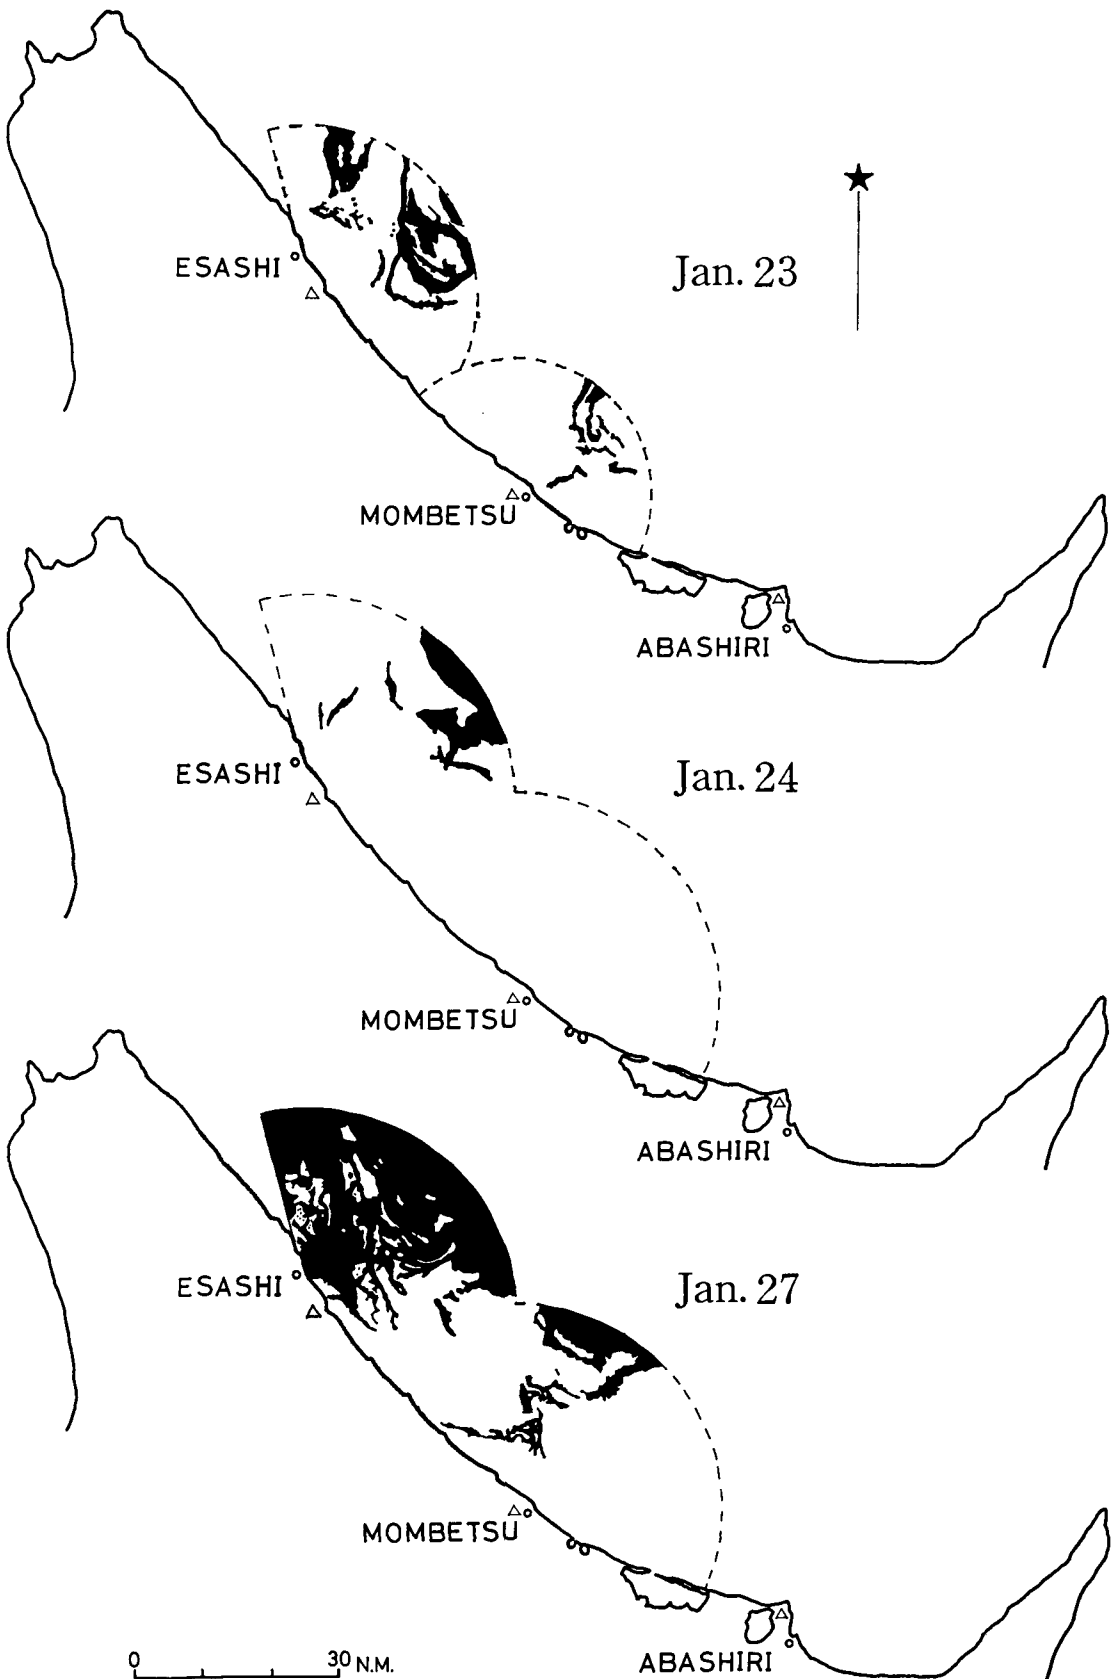 Jan. 23
ESASHI
MOMBETSU
ABASHIRI
Jan. 24
ESASHI
MOMBETSU
ABASHIRI
Jan. 27
ESASHI
MOMBETSU
ABASHIRI
0 30 N.M.